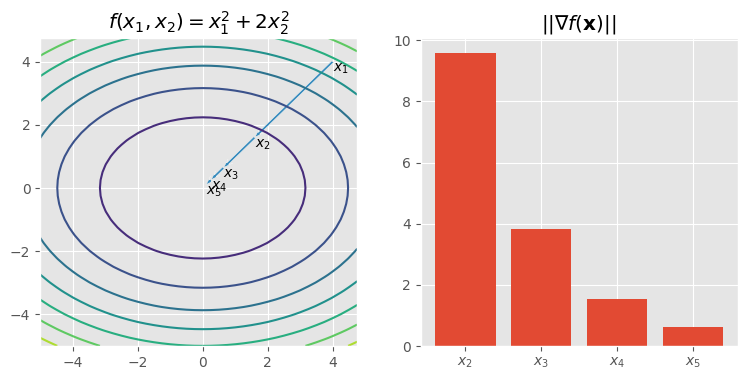 f(x₁, x₂) = x₁² + 2x₂²
4
2
0
−2
−4
−4
−2
0
2
4
x₁
x₂
x₃
x₄
x₅
||∇f(𝐱)||
10
8
6
4
2
0
x₂
x₃
x₄
x₅